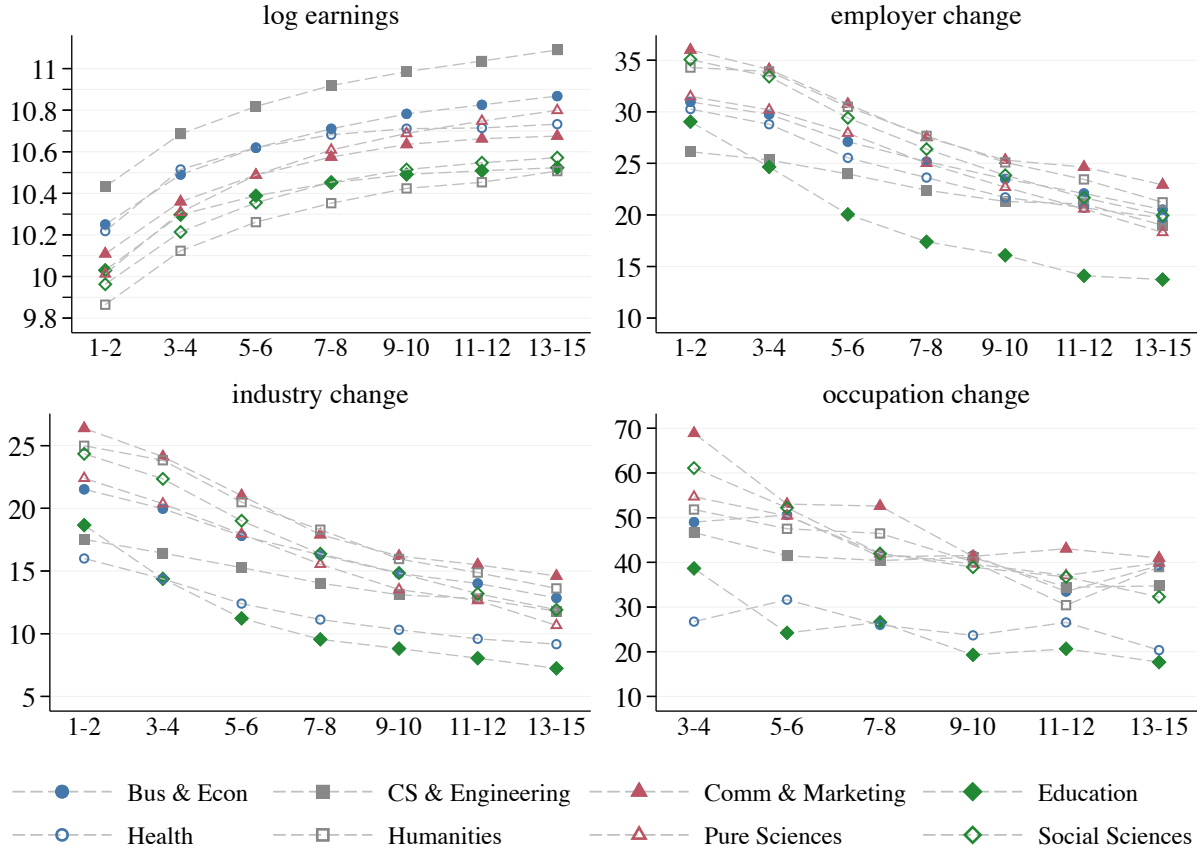 log earnings
11
10.8
10.6
10.4
10.2
10
9.8
1-2 3-4 5-6 7-8 9-10 11-12 13-15
employer change
35
30
25
20
15
10
1-2 3-4 5-6 7-8 9-10 11-12 13-15
industry change
25
20
15
10
5
1-2 3-4 5-6 7-8 9-10 11-12 13-15
occupation change
70
60
50
40
30
20
10
3-4 5-6 7-8 9-10 11-12 13-15
Bus & Econ CS & Engineering Comm & Marketing Education
Health Humanities Pure Sciences Social Sciences